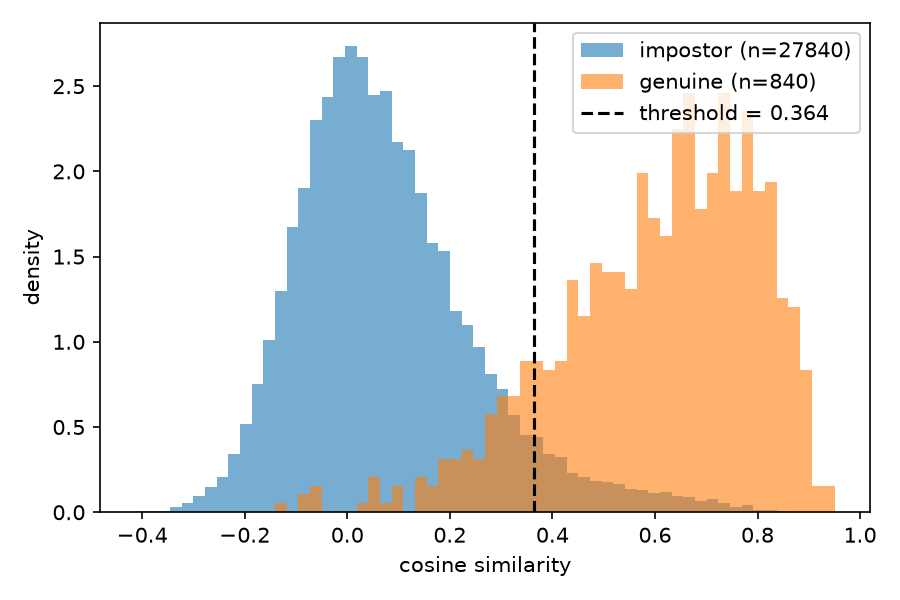 impostor (n=27840)
genuine (n=840)
threshold = 0.364
density
2.5
2.0
1.5
1.0
0.5
0.0
−0.4 −0.2 0.0 0.2 0.4 0.6 0.8 1.0
cosine similarity